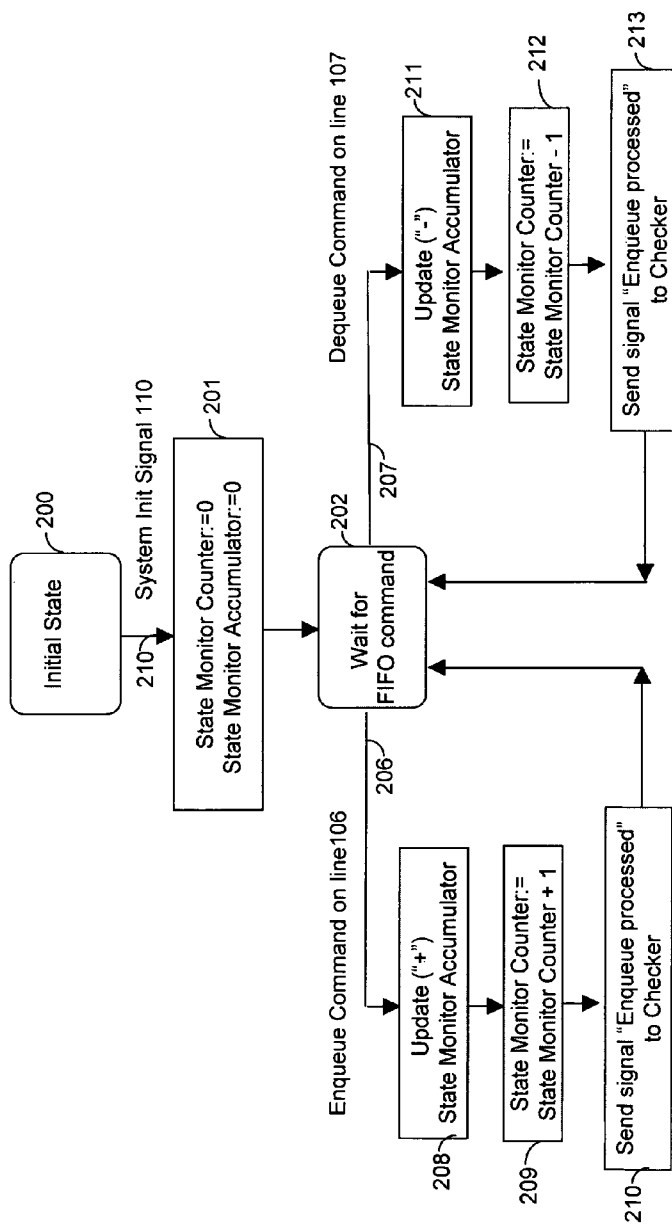 200
Initial State
210
System Init Signal 110
201
State Monitor Counter:=0
State Monitor Accumulator:=0
202
Wait for
FIFO command
206
207
Enqueue Command on line106
Update ("+")
State Monitor Accumulator
208
State Monitor Counter:=
State Monitor Counter + 1
209
Send signal "Enqueue processed"
to Checker
210
Dequeue Command on line 107
211
Update ("-")
State Monitor Accumulator
212
State Monitor Counter:=
State Monitor Counter - 1
213
Send signal "Enqueue processed"
to Checker